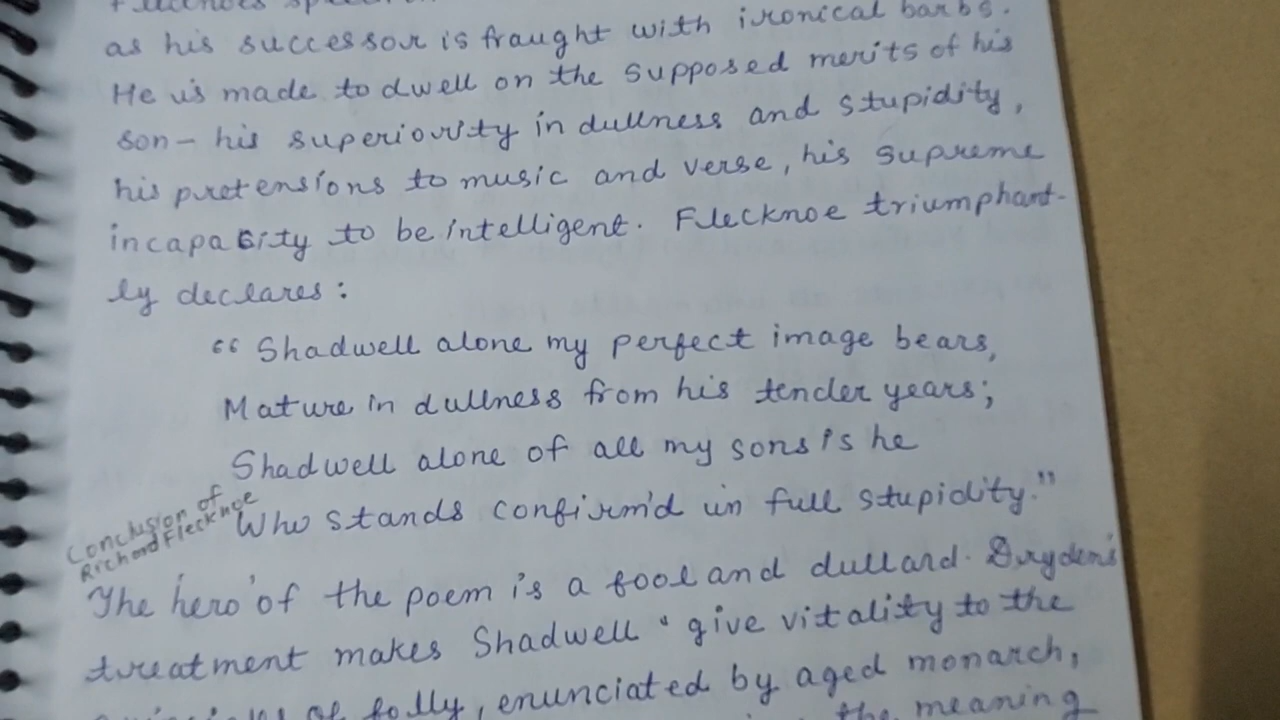 as his successor is fraught with ironical barbs.
He is made to dwell on the supposed merits of his
son- his superiority in dullness and stupidity,
his pretensions to music and verse, his supreme
incapacity to be intelligent. Flecknoe triumphant-
ly declares:
“ Shadwell alone my perfect image bears,
Mature in dullness from his tender years;
Shadwell alone of all my sons is he
Who stands confirm'd in full stupidity."
Conclusion of
Richard Flecknoe
The 'hero' of the poem is a fool and dullard. Dryden's
treatment makes Shadwell “ give vitality to the
of folly, enunciated by aged monarch,
the meaning